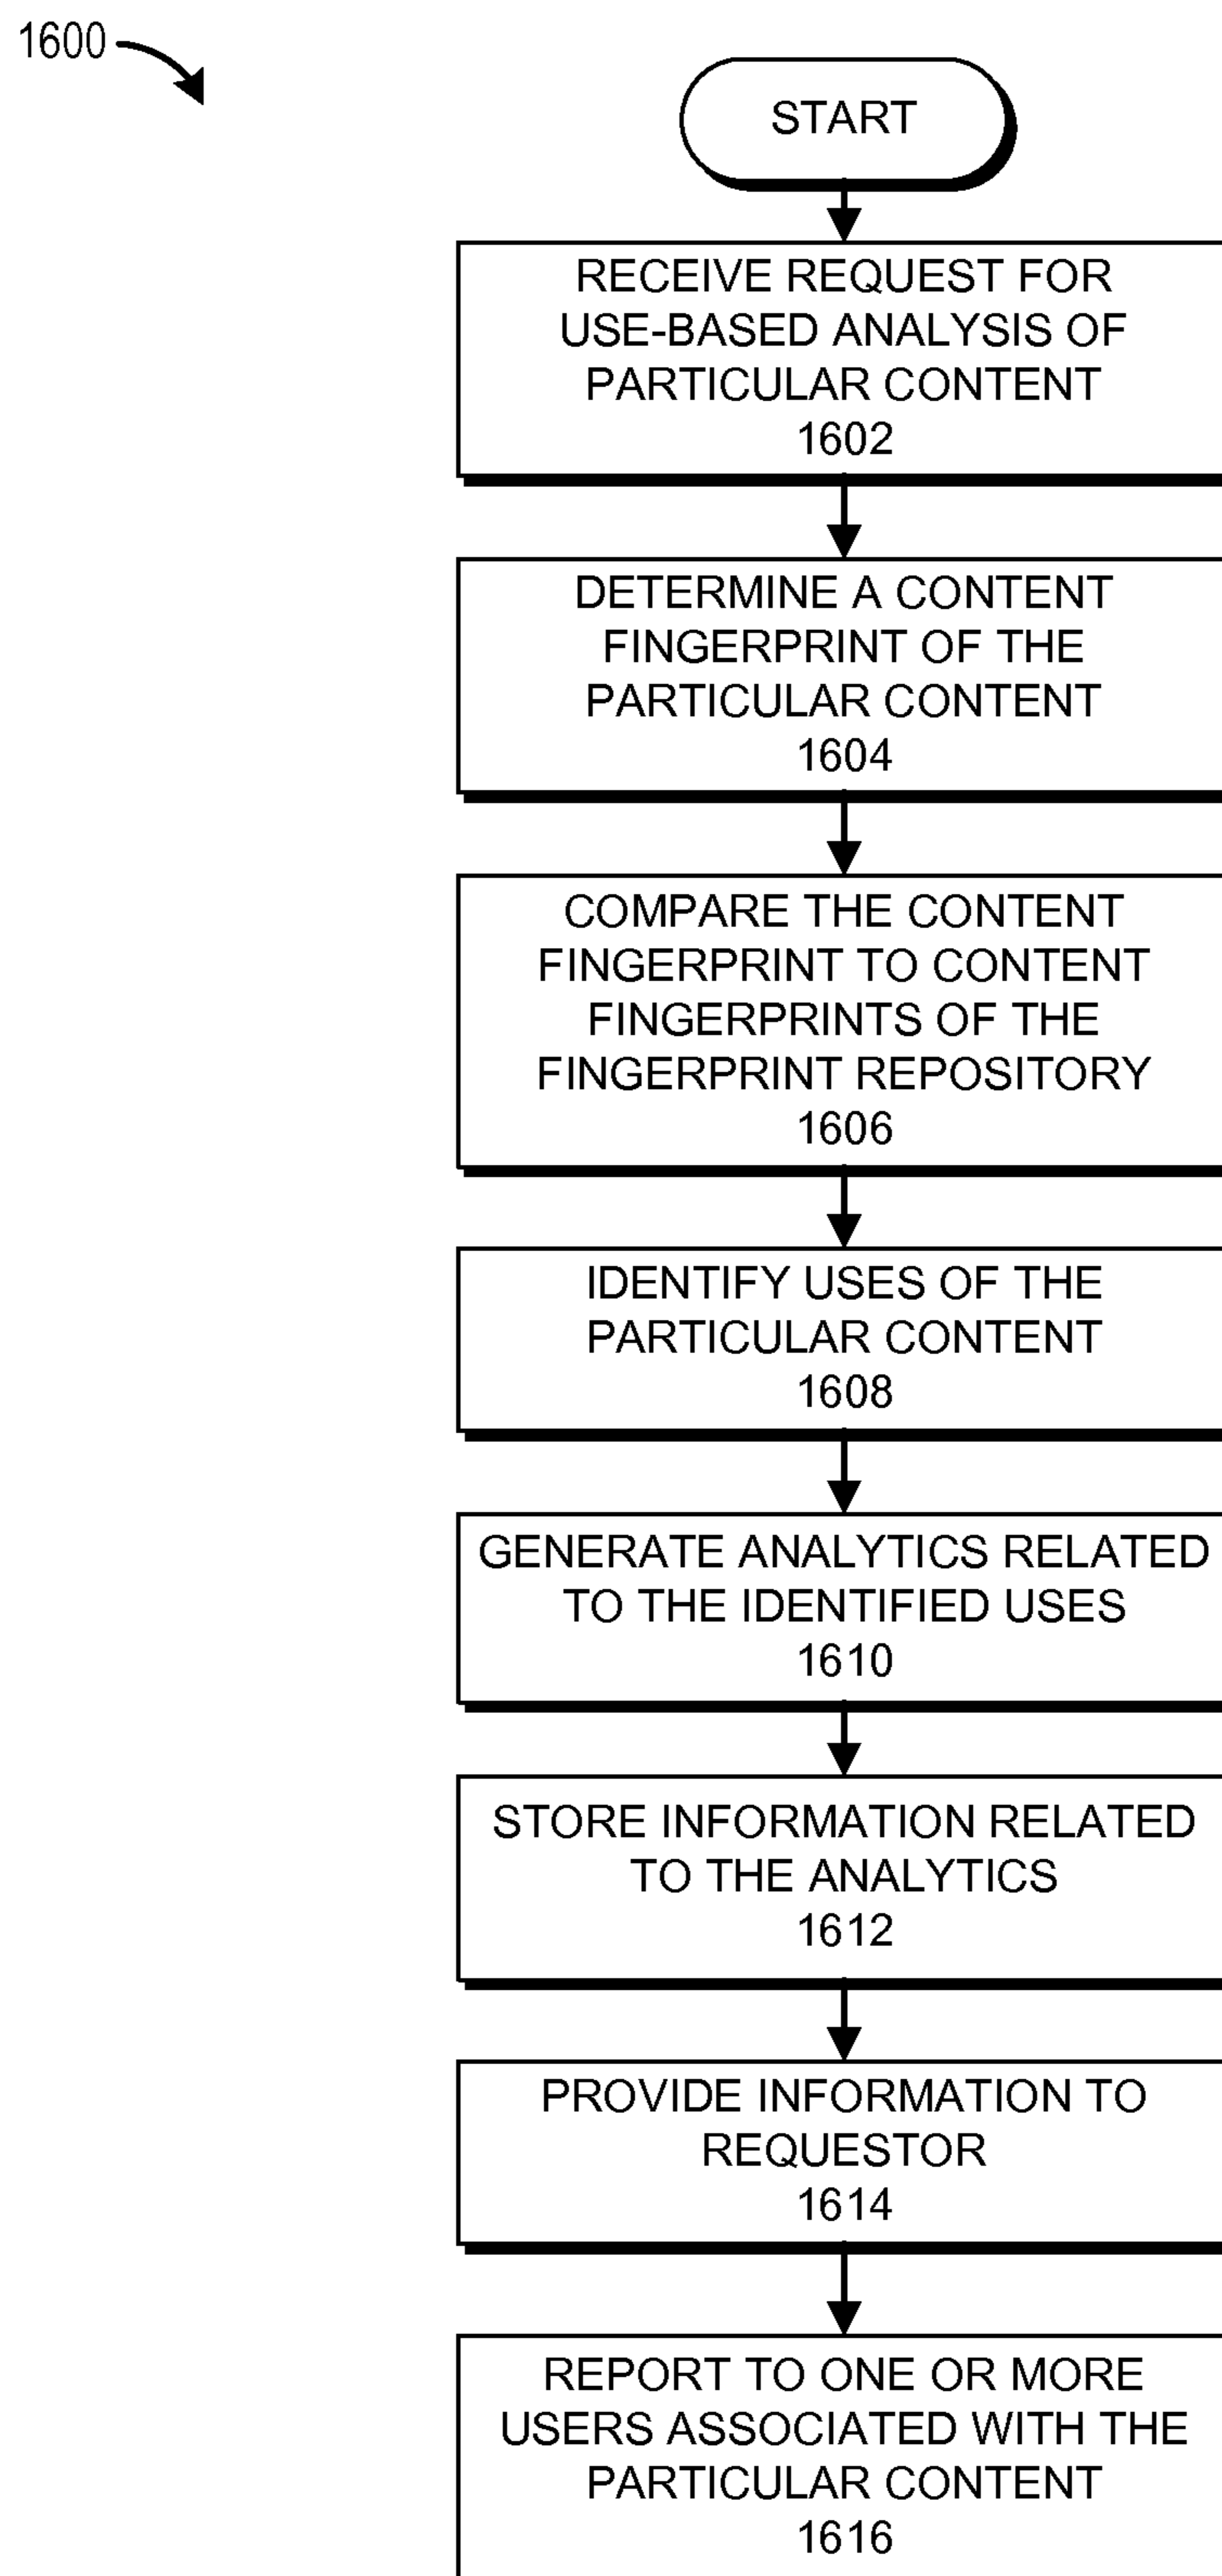 1600
START
RECEIVE REQUEST FOR
USE-BASED ANALYSIS OF
PARTICULAR CONTENT
1602
DETERMINE A CONTENT
FINGERPRINT OF THE
PARTICULAR CONTENT
1604
COMPARE THE CONTENT
FINGERPRINT TO CONTENT
FINGERPRINTS OF THE
FINGERPRINT REPOSITORY
1606
IDENTIFY USES OF THE
PARTICULAR CONTENT
1608
GENERATE ANALYTICS RELATED
TO THE IDENTIFIED USES
1610
STORE INFORMATION RELATED
TO THE ANALYTICS
1612
PROVIDE INFORMATION TO
REQUESTOR
1614
REPORT TO ONE OR MORE
USERS ASSOCIATED WITH THE
PARTICULAR CONTENT
1616